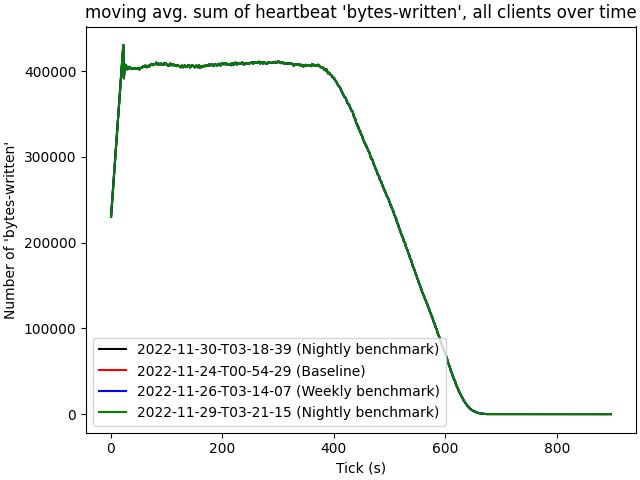 moving avg. sum of heartbeat 'bytes-written', all clients over time
Number of 'bytes-written'
400000
300000
200000
100000
0
2022-11-30-T03-18-39 (Nightly benchmark)
2022-11-24-T00-54-29 (Baseline)
2022-11-26-T03-14-07 (Weekly benchmark)
2022-11-29-T03-21-15 (Nightly benchmark)
0 200 400 600 800
Tick (s)